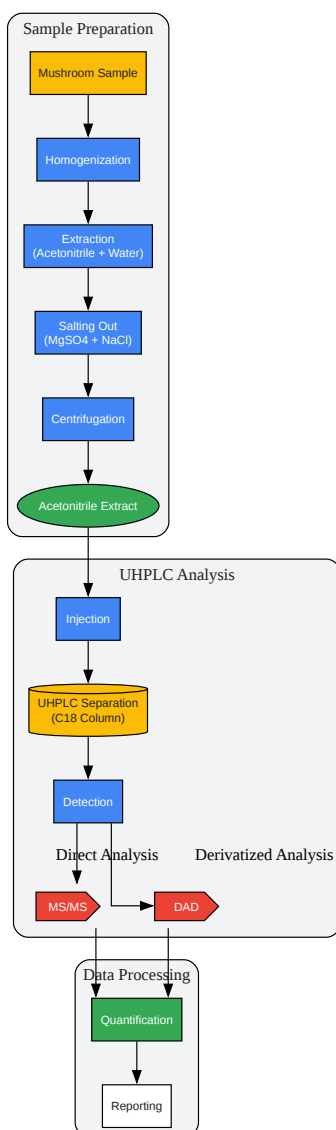 Sample Preparation
Mushroom Sample
Homogenization
Extraction
(Acetonitrile + Water)
Salting Out
(MgSO4 + NaCl)
Centrifugation
Acetonitrile Extract
UHPLC Analysis
Injection
UHPLC Separation
(C18 Column)
Detection
Direct Analysis
Derivatized Analysis
MS/MS
DAD
Data Processing
Quantification
Reporting